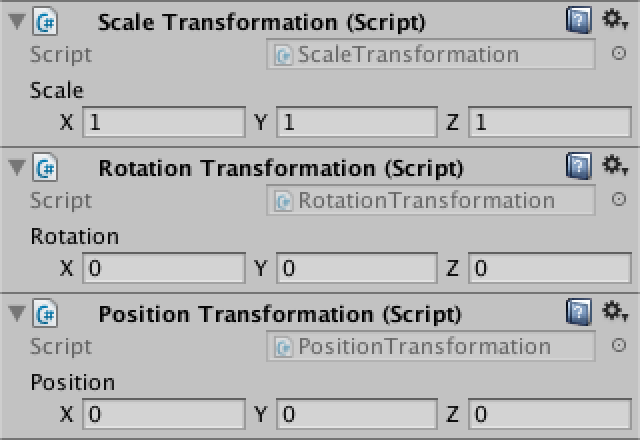 Scale Transformation (Script)
Script ScaleTransformation
Scale
X 1 Y 1 Z 1
Rotation Transformation (Script)
Script RotationTransformation
Rotation
X 0 Y 0 Z 0
Position Transformation (Script)
Script PositionTransformation
Position
X 0 Y 0 Z 0